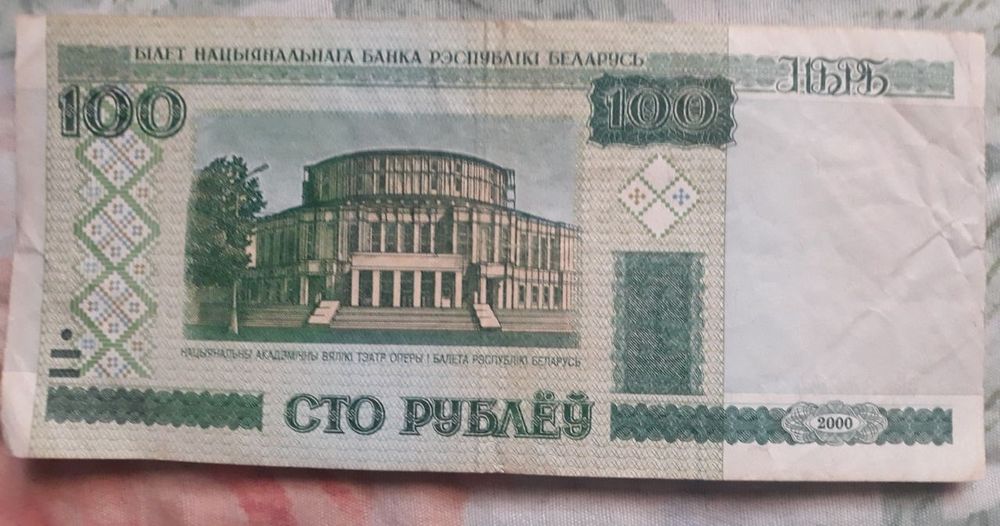 БІЛЕТ НАЦЫЯНАЛЬНАГА БАНКА РЭСПУБЛІКІ БЕЛАРУСЬ НБРБ
100 100
НАЦЫЯНАЛЬНЫ АКАДЭМІЧНЫ ВЯЛІКІ ТЭАТР ОПЕРЫ І БАЛЕТА РЭСПУБЛІКІ БЕЛАРУСЬ
СТО РУБЛЁЎ 2000